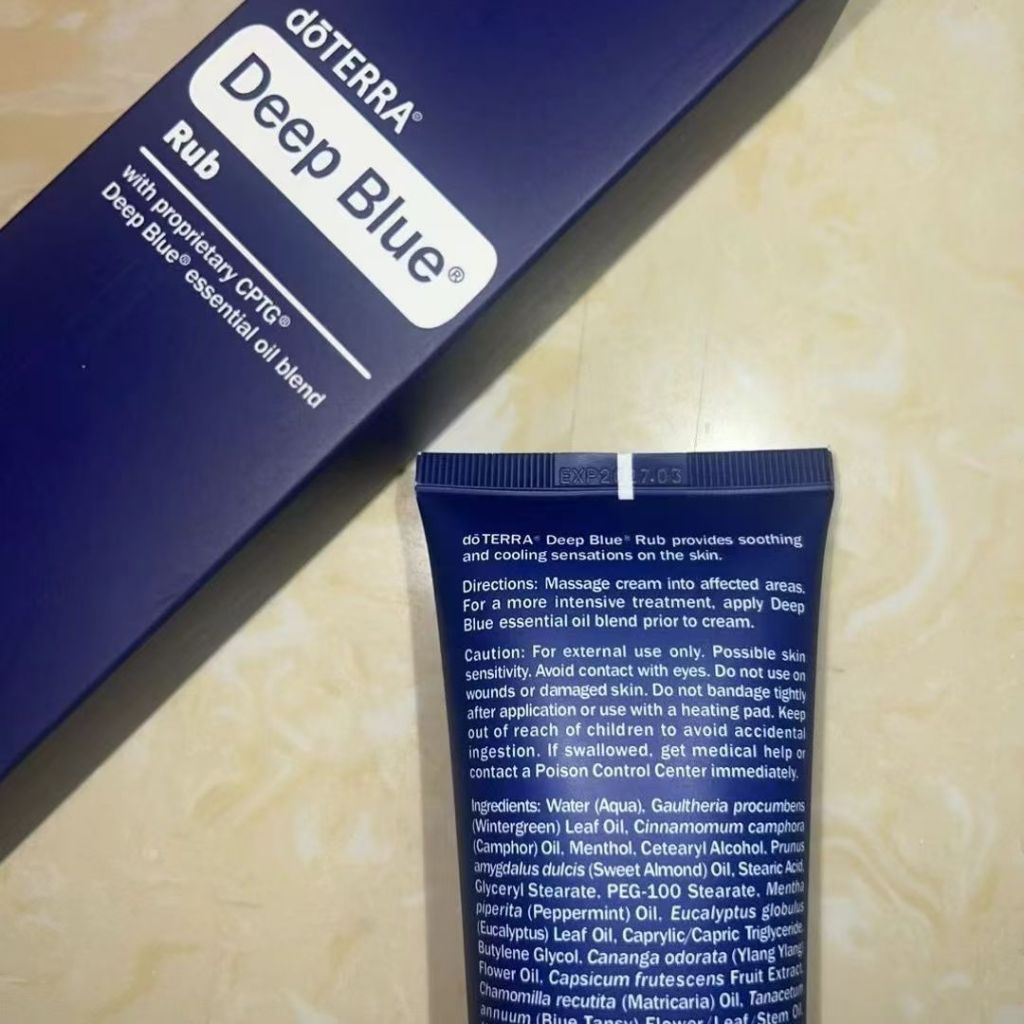 dōTERRA®
Deep Blue®
Rub
with proprietary CPTG®
Deep Blue® essential oil blend
dōTERRA® Deep Blue® Rub provides soothing
and cooling sensations on the skin.
Directions: Massage cream into affected areas.
For a more intensive treatment, apply Deep
Blue essential oil blend prior to cream.
Caution: For external use only. Possible skin
sensitivity. Avoid contact with eyes. Do not use on
wounds or damaged skin. Do not bandage tightly
after application or use with a heating pad. Keep
out of reach of children to avoid accidental
ingestion. If swallowed, get medical help or
contact a Poison Control Center immediately.
Ingredients: Water (Aqua), Gaultheria procumbens
(Wintergreen) Leaf Oil, Cinnamomum camphora
(Camphor) Oil, Menthol, Cetearyl Alcohol, Prunus
amygdalus dulcis (Sweet Almond) Oil, Stearic Acid,
Glyceryl Stearate, PEG-100 Stearate, Mentha
piperita (Peppermint) Oil, Eucalyptus globulus
(Eucalyptus) Leaf Oil, Caprylic/Capric Triglyceride,
Butylene Glycol, Cananga odorata (Ylang Ylang)
Flower Oil, Capsicum frutescens Fruit Extract,
Chamomilla recutita (Matricaria) Oil, Tanacetum
annuum (Blue Tansy) Flower/Leaf/Stem Oil,